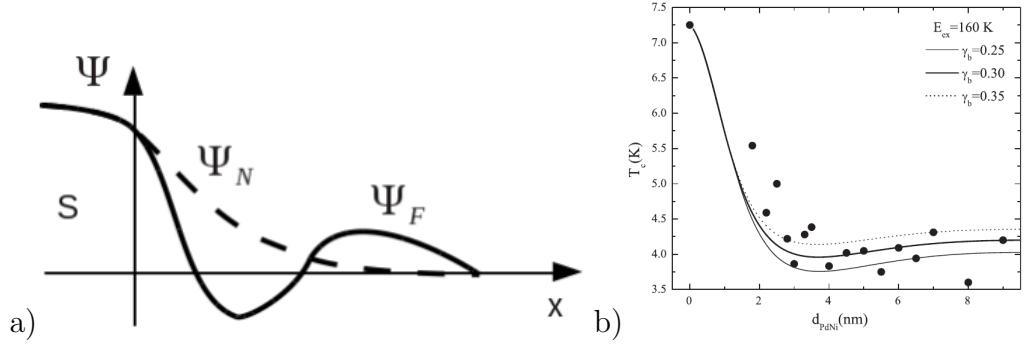 Ψ
S
Ψ_N
Ψ_F
x
a)
7.5
7.0
6.5
6.0
5.5
5.0
4.5
4.0
3.5
T_c(K)
0
2
4
6
8
d_PdNi(nm)
E_ex=160 K
γ_b=0.25
γ_b=0.30
γ_b=0.35
b)